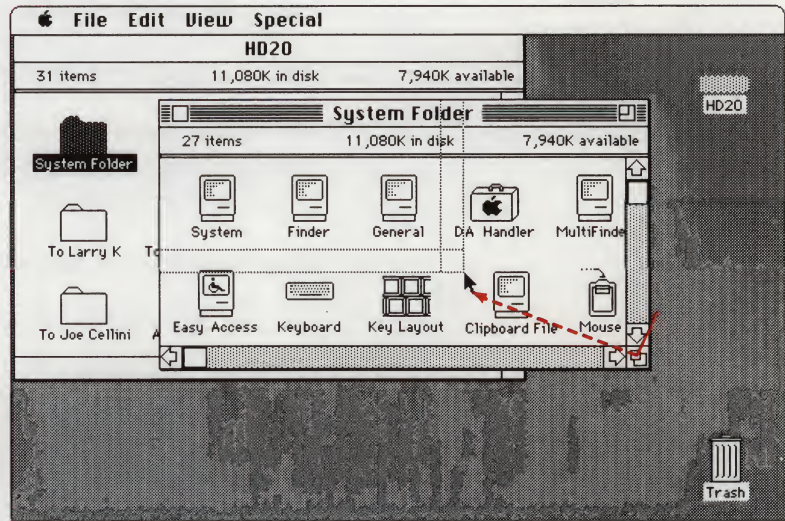 File Edit View Special
HD20
31 items 11,080K in disk 7,940K available
HD20
System Folder
27 items 11,080K in disk 7,940K available
System Folder
System Finder General DA Handler MultiFinde
To Larry K
Easy Access Keyboard Key Layout Clipboard File Mouse
To Joe Cellini
Trash